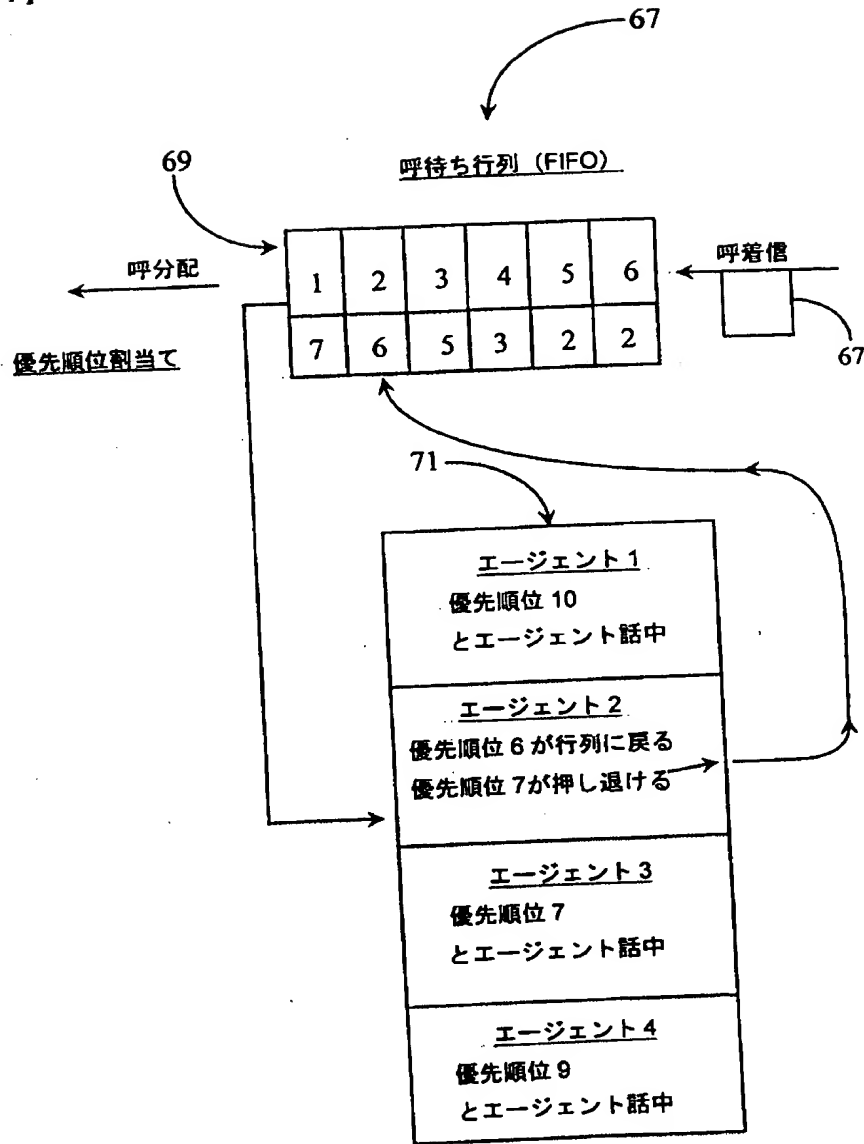 67
69
呼待ち行列（FIFO）
呼分配
1 2 3 4 5 6
呼着信
7 6 5 3 2 2
67
優先順位割当て
71
エージェント 1
優先順位 10
とエージェント話中
エージェント 2
優先順位 6 が行列に戻る
優先順位 7が押し退ける
エージェント 3
優先順位 7
とエージェント話中
エージェント 4
優先順位 9
とエージェント話中